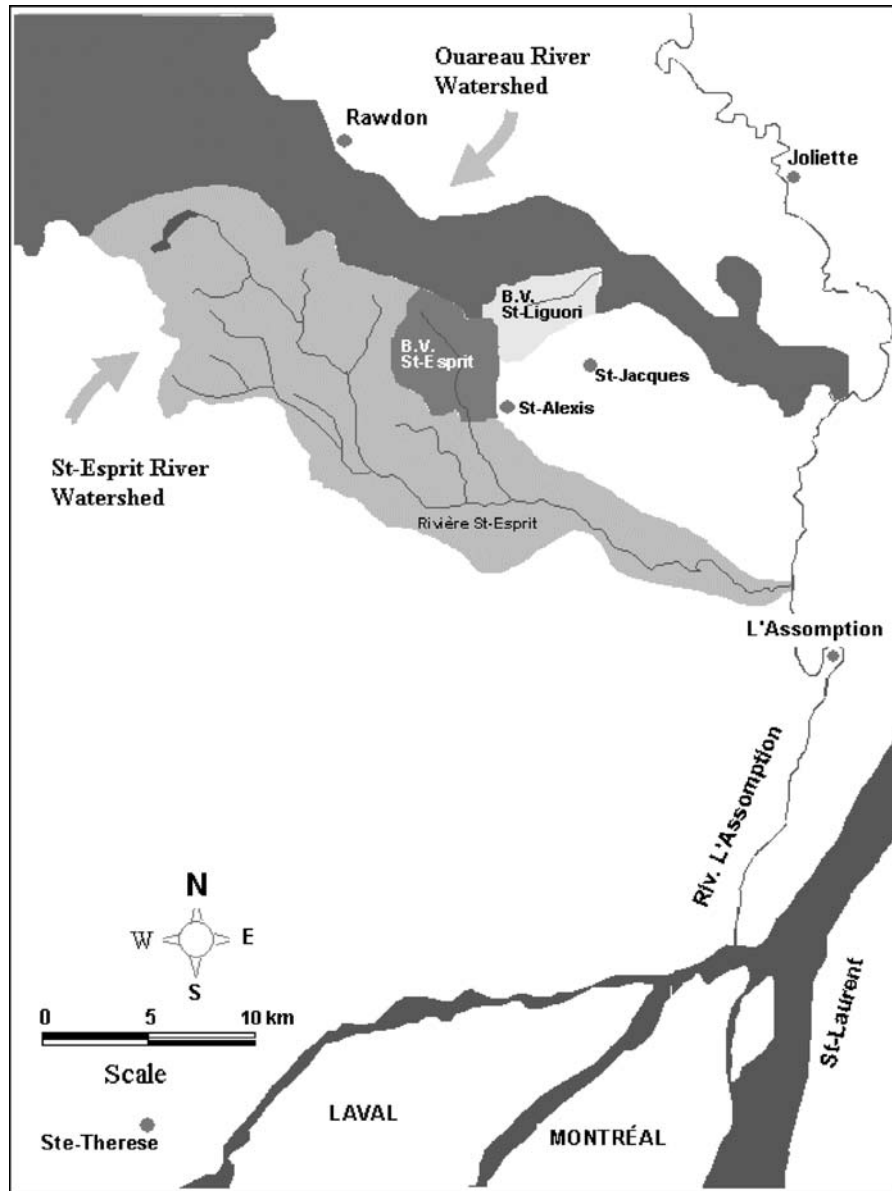 Ouareau River
Watershed
Rawdon
Joliette
B.V.
St-Liguori
B.V.
St-Esprit
St-Jacques
St-Alexis
St-Esprit River
Watershed
Rivière St-Esprit
L'Assomption
Riv. L'Assomption
N
W
E
S
0 5 10 km
Scale
St-Laurent
LAVAL
MONTRÉAL
Ste-Therese